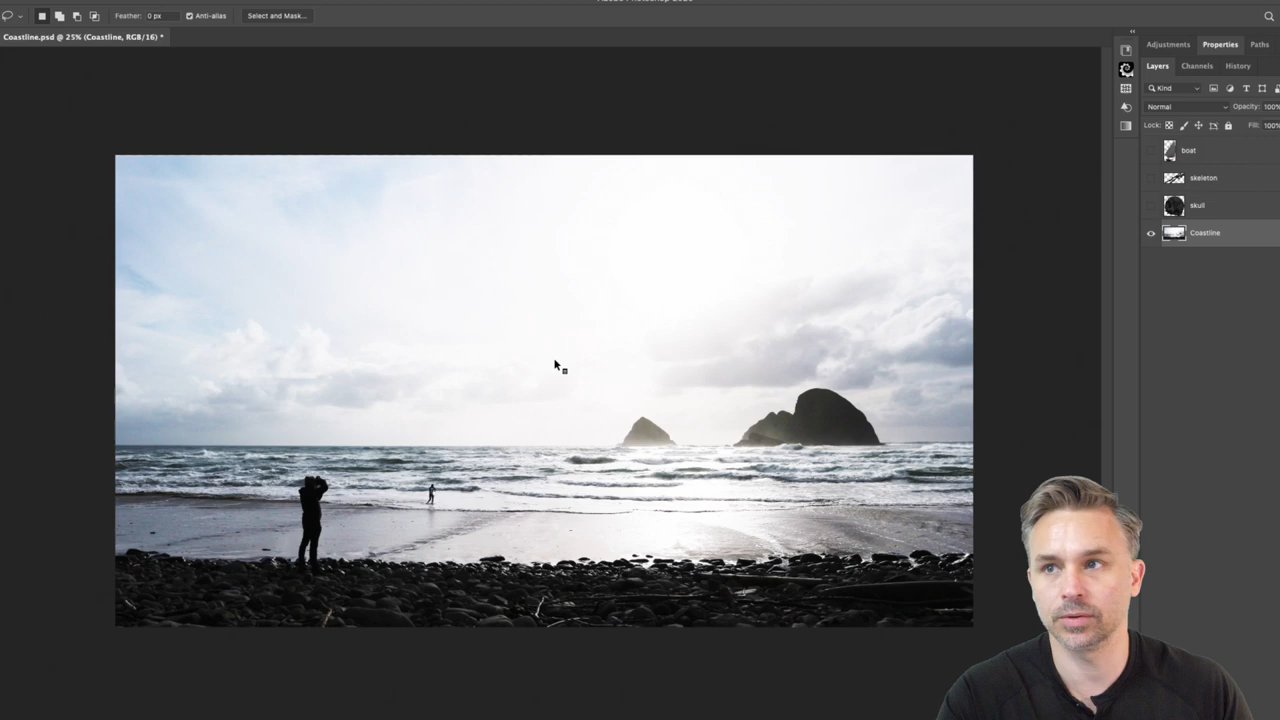 Feather: 0 px Anti-alias Select and Mask...
Coastline.psd @ 25% (Coastline, RGB/16) *
Adjustments Properties Paths
Layers Channels History
Kind
Normal Opacity: 100%
Lock: Fill: 100%
boat
skeleton
skull
Coastline